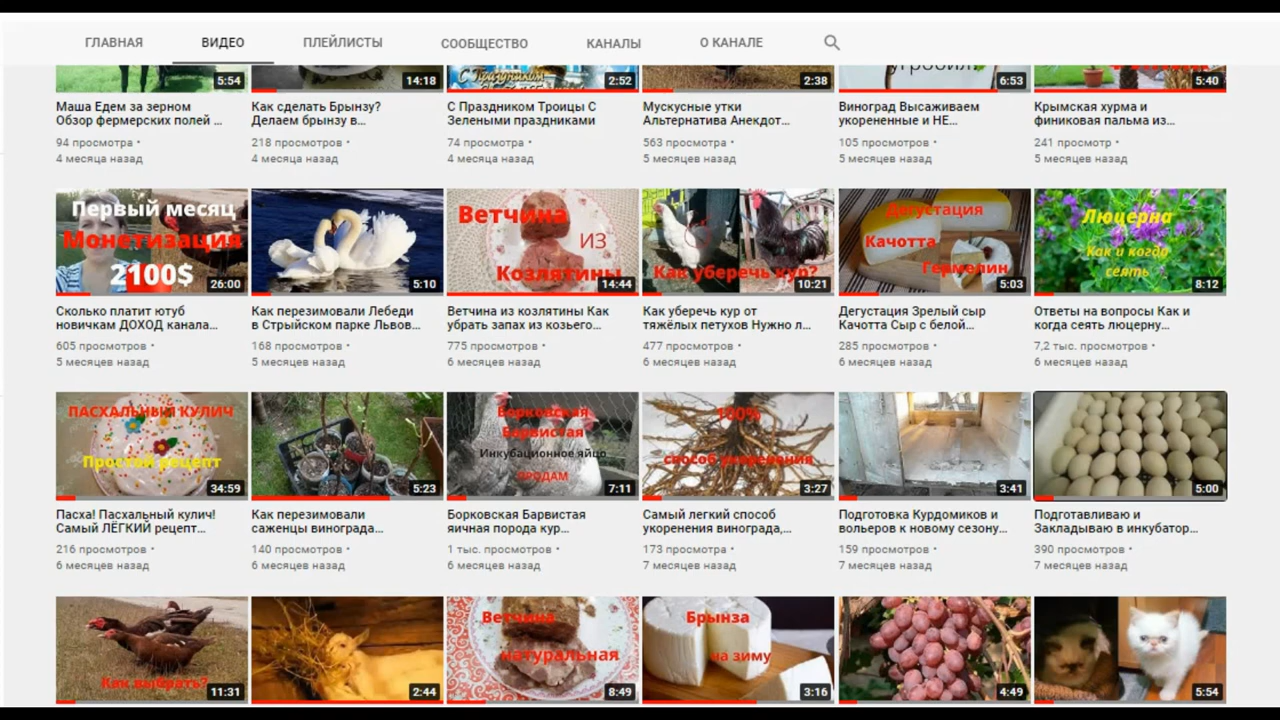 ГЛАВНАЯ ВИДЕО ПЛЕЙЛИСТЫ СООБЩЕСТВО КАНАЛЫ О КАНАЛЕ
С Праздником
5:54 14:18 2:52 2:38 6:53 5:40
Маша Едем за зерном Как сделать Брынзу? С Праздником Троицы С Мускусные утки Виноград Высаживаем Крымская хурма и
Обзор фермерских полей ... Делаем брынзу в... Зелеными праздниками Альтернатива Анекдот... укорененные и НЕ... финиковая пальма из...
94 просмотра • 218 просмотров • 74 просмотра • 563 просмотра • 105 просмотров • 241 просмотр •
4 месяца назад 4 месяца назад 4 месяца назад 5 месяцев назад 5 месяцев назад 5 месяцев назад
Первый месяц Ветчина Дегустация Люцерна
Монетизация ИЗ Качотта Как и когда
2100$ Козлятины Как уберечь кур? Гермелин сеять
26:00 5:10 14:44 10:21 5:03 8:12
Сколько платит ютуб Как перезимовали Лебеди Ветчина из козлятины Как Как уберечь кур от Дегустация Зрелый сыр Ответы на вопросы Как и
новичкам ДОХОД канала... в Стрыйском парке Львов... убрать запах из козьего... тяжёлых петухов Нужно л... Качотта Сыр с белой... когда сеять люцерну...
605 просмотров • 168 просмотров • 775 просмотров • 477 просмотров • 285 просмотров • 7,2 тыс. просмотров •
5 месяцев назад 5 месяцев назад 6 месяцев назад 6 месяцев назад 6 месяцев назад 6 месяцев назад
ПАСХАЛЬНЫЙ КУЛИЧ Борковская 100%
Простой рецепт Барвистая способ укоренения
Инкубационное яйцо
ПРОДАМ
34:59 5:23 7:11 3:27 3:41 5:00
Пасха! Пасхальный кулич! Как перезимовали Борковская Барвистая Самый легкий способ Подготовка Курдомиков и Подготавливаю и
Самый ЛЁГКИЙ рецепт... саженцы винограда... яичная порода кур... укоренения винограда,... вольеров к новому сезону... Закладываю в инкубатор...
216 просмотров • 140 просмотров • 1 тыс. просмотров • 173 просмотра • 159 просмотров • 390 просмотров •
6 месяцев назад 6 месяцев назад 6 месяцев назад 7 месяцев назад 7 месяцев назад 7 месяцев назад
Ветчина Брынза
Как выбрать? натуральная на зиму
11:31 2:44 8:49 3:16 4:49 5:54